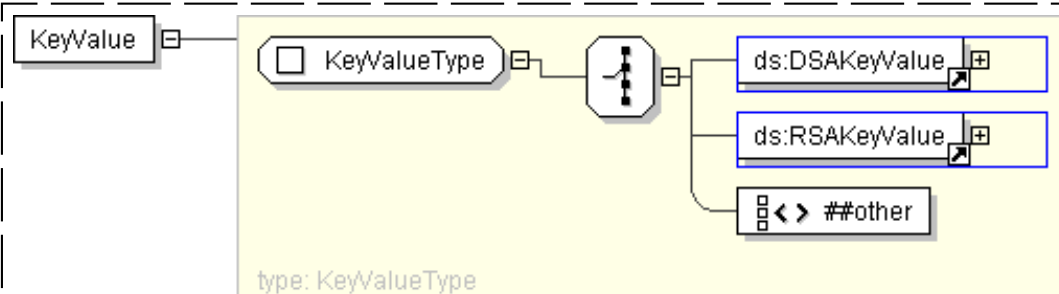 KeyValue
KeyValueType
ds:DSAKeyValue
ds:RSAKeyValue
##other
type: KeyValueType